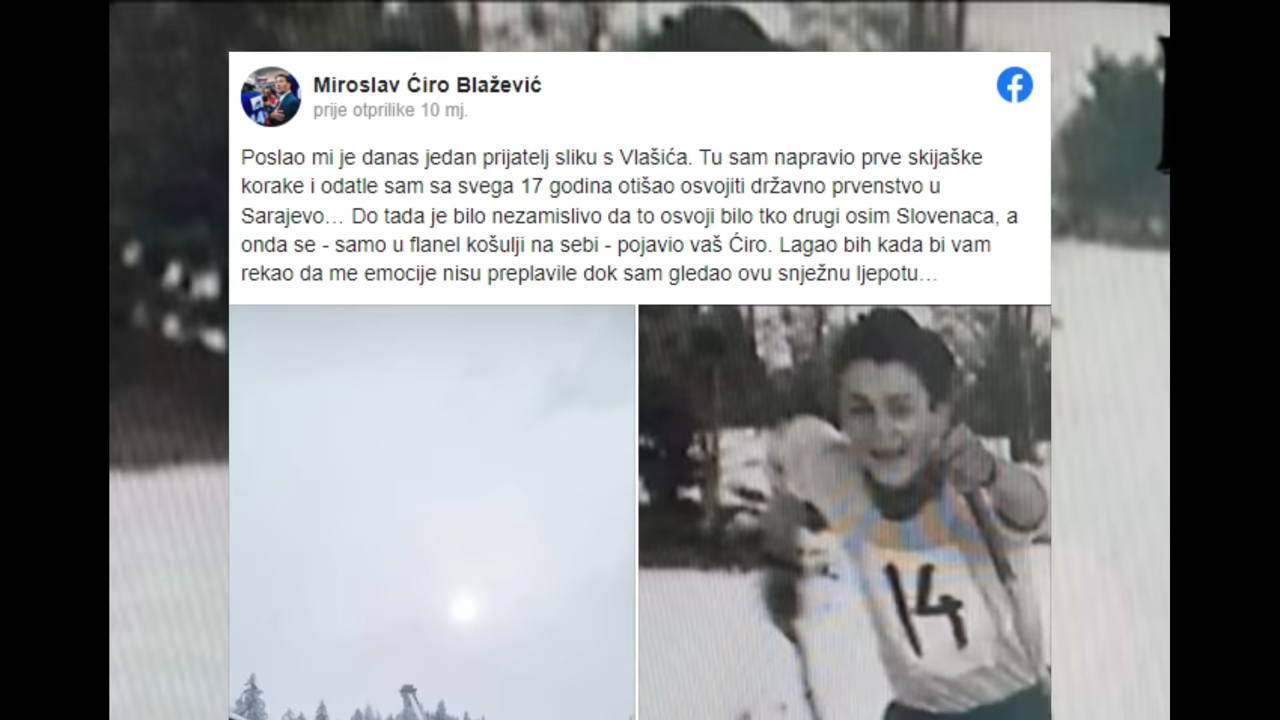 Miroslav Ćiro Blažević
prije otprilike 10 mj.
Poslao mi je danas jedan prijatelj sliku s Vlašića. Tu sam napravio prve skijaške
korake i odatle sam sa svega 17 godina otišao osvojiti državno prvenstvo u
Sarajevo… Do tada je bilo nezamislivo da to osvoji bilo tko drugi osim Slovenaca, a
onda se - samo u flanel košulji na sebi - pojavio vaš Ćiro. Lagao bih kada bi vam
rekao da me emocije nisu preplavile dok sam gledao ovu snježnu ljepotu…
14